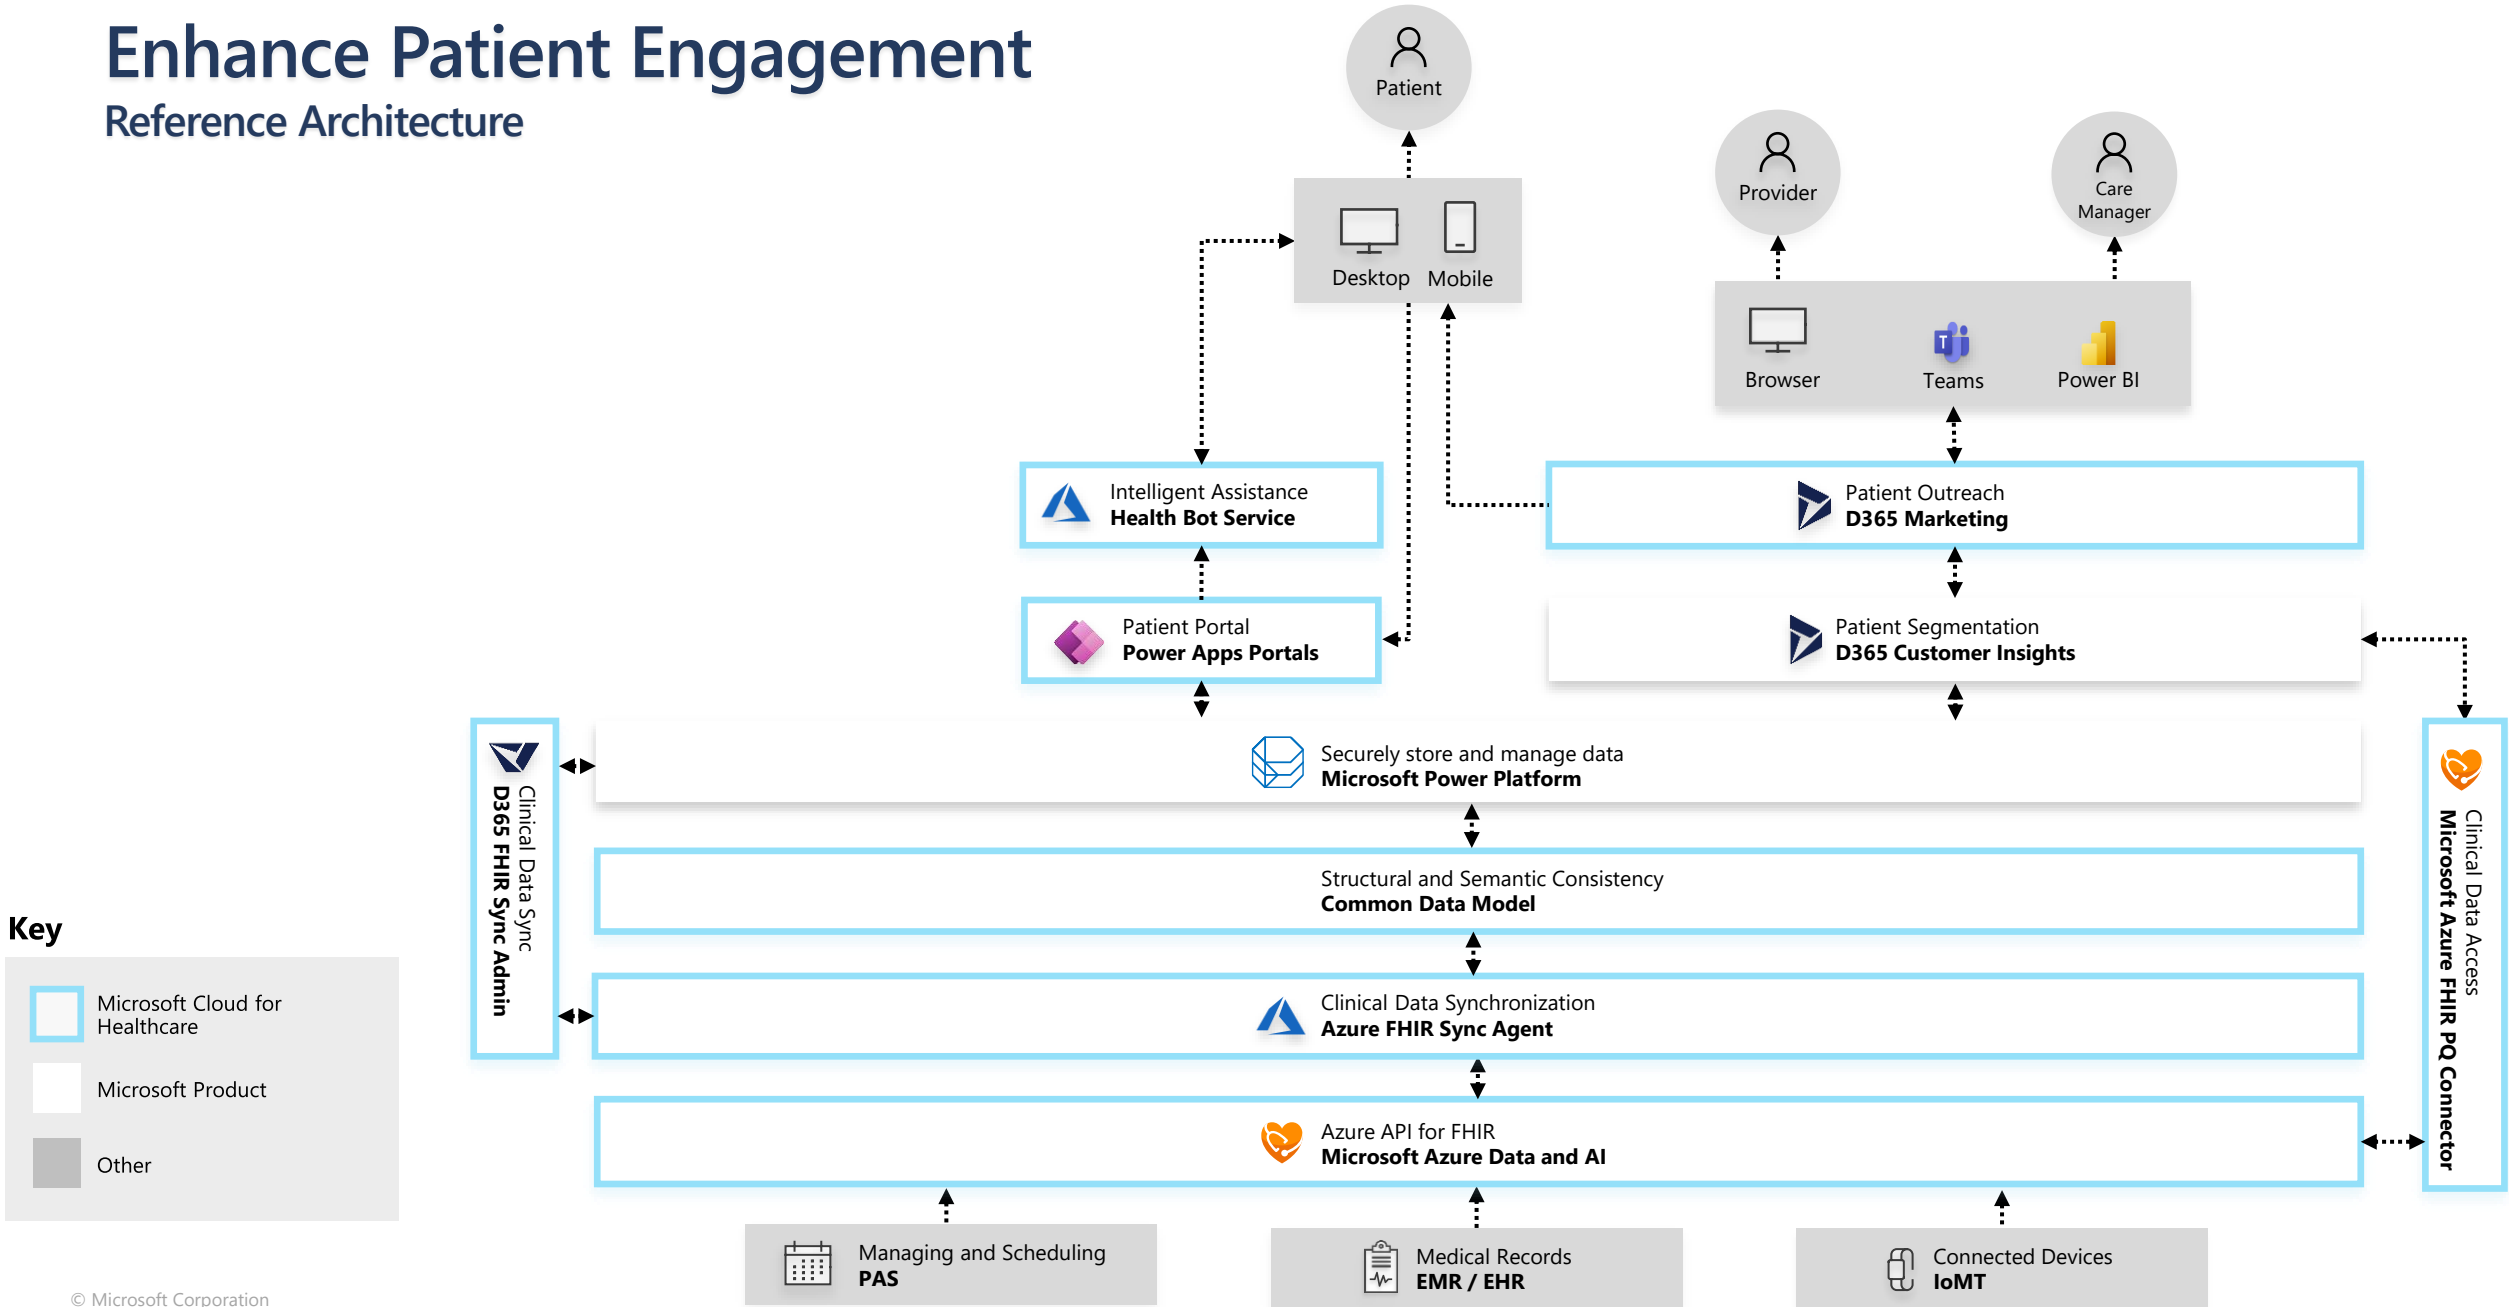 Enhance Patient Engagement
Reference Architecture
Patient
Provider
Care
Manager
Desktop
Mobile
Browser
Teams
Power BI
Intelligent Assistance
Health Bot Service
Patient Outreach
D365 Marketing
Patient Portal
Power Apps Portals
Patient Segmentation
D365 Customer Insights
Clinical Data Sync
D365 FHIR Sync Admin
Securely store and manage data
Microsoft Power Platform
Clinical Data Access
Microsoft Azure FHIR PQ Connector
Structural and Semantic Consistency
Common Data Model
Clinical Data Synchronization
Azure FHIR Sync Agent
Azure API for FHIR
Microsoft Azure Data and AI
Managing and Scheduling
PAS
Medical Records
EMR / EHR
Connected Devices
IoMT
Key
Microsoft Cloud for
Healthcare
Microsoft Product
Other
© Microsoft Corporation